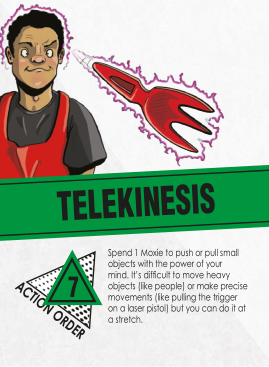 TELEKINESIS
7
ACTION ORDER
Spend 1 Moxie to push or pull small
objects with the power of your
mind. It's difficult to move heavy
objects (like people) or make precise
movements (like pulling the trigger
on a laser pistol) but you can do it at
a stretch.